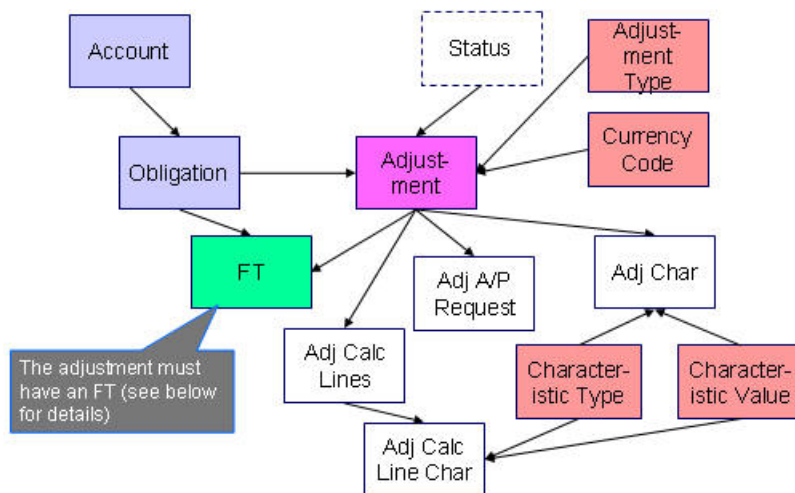 Account
Status
Adjust-
ment
Type
Currency
Code
Obligation
Adjust-
ment
FT
Adj A/P
Request
Adj Char
The adjustment must
have an FT (see below
for details)
Adj Calc
Lines
Character-
istic Type
Character-
istic Value
Adj Calc
Line Char